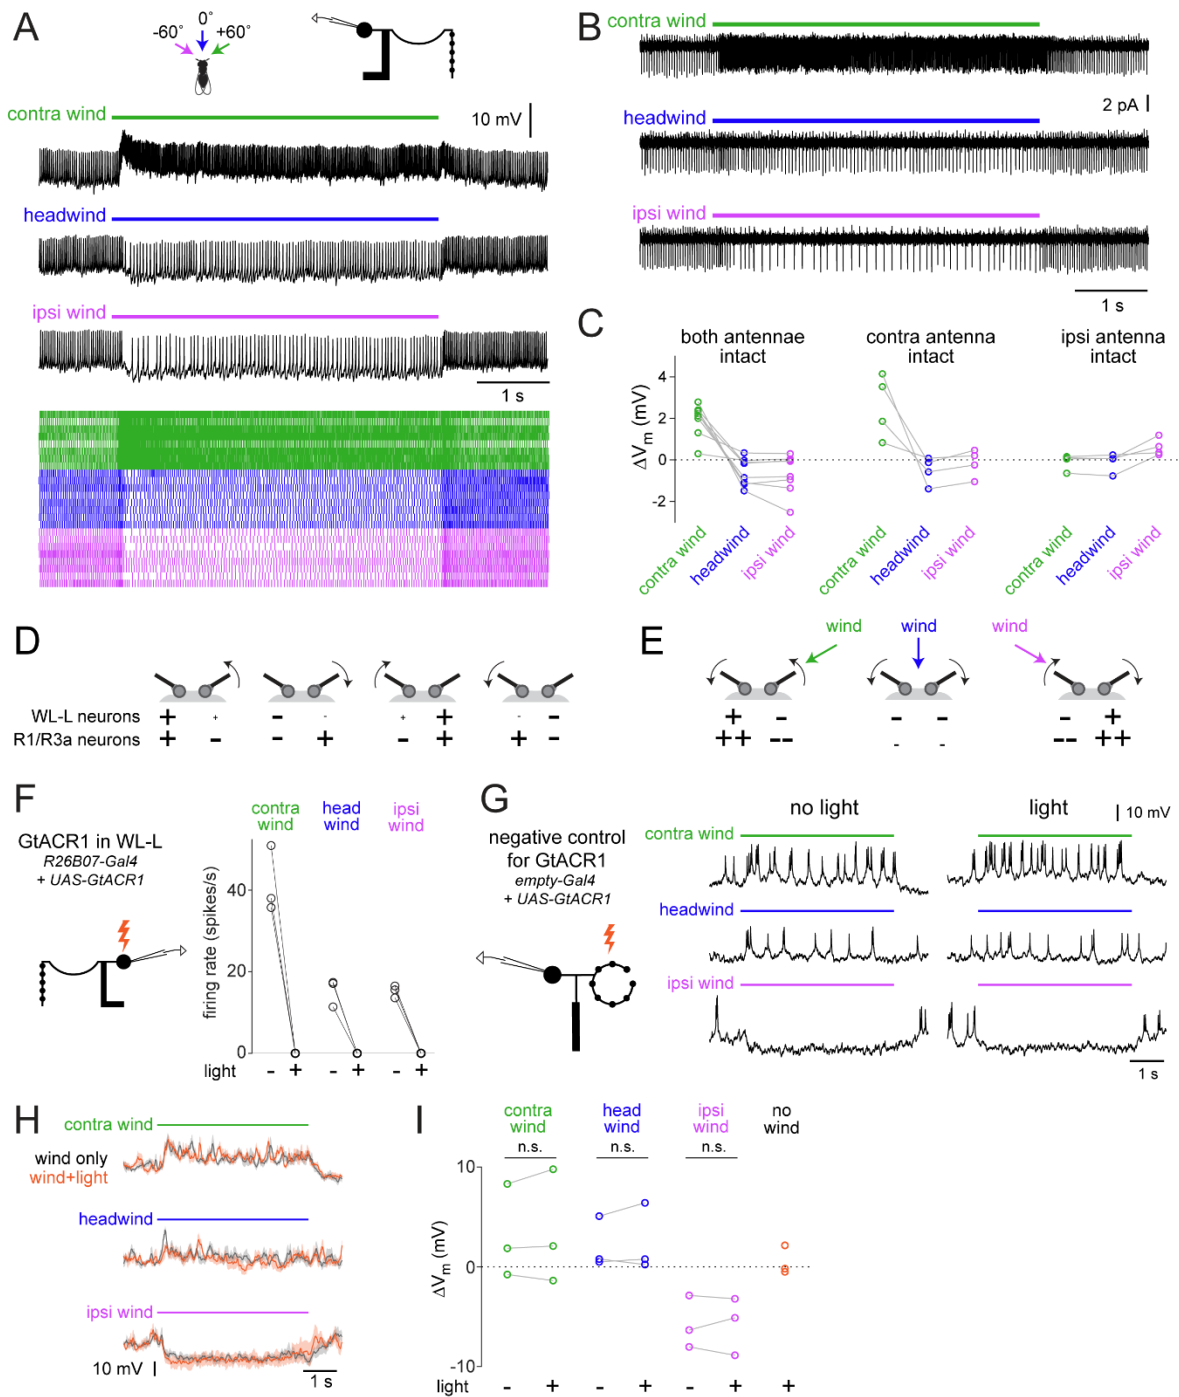 A
0°
-60°
+60°
contra wind
10 mV
headwind
ipsi wind
1 s
B
contra wind
2 pA
headwind
ipsi wind
1 s
C
both antennae
intact
contra antenna
intact
ipsi antenna
intact
ΔVm (mV)
4
2
0
-2
contra wind
headwind
ipsi wind
contra wind
headwind
ipsi wind
contra wind
headwind
ipsi wind
D
WL-L neurons + + - - + + - -
R1/R3a neurons + - - + - + + -
E
wind
wind
wind
+ - - - - +
++ -- - - -- ++
F
GtACR1 in WL-L
R26B07-Gal4
+ UAS-GtACR1
contra
wind
head
wind
ipsi
wind
firing rate (spikes/s)
40
20
0
light - + - + - +
G
negative control
for GtACR1
empty-Gal4
+ UAS-GtACR1
no light
light
10 mV
contra wind
headwind
ipsi wind
1 s
H
contra wind
wind only
wind+light
headwind
ipsi wind
10 mV
1 s
I
contra
wind
head
wind
ipsi
wind
no
wind
n.s.
n.s.
n.s.
ΔVm (mV)
10
0
-10
light - + - + - + +